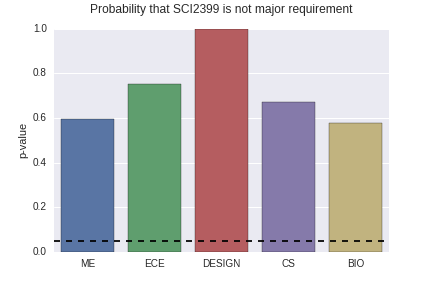 Probability that SCI2399 is not major requirement
1.0
0.8
0.6
0.4
0.2
0.0
p-value
ME ECE DESIGN CS BIO